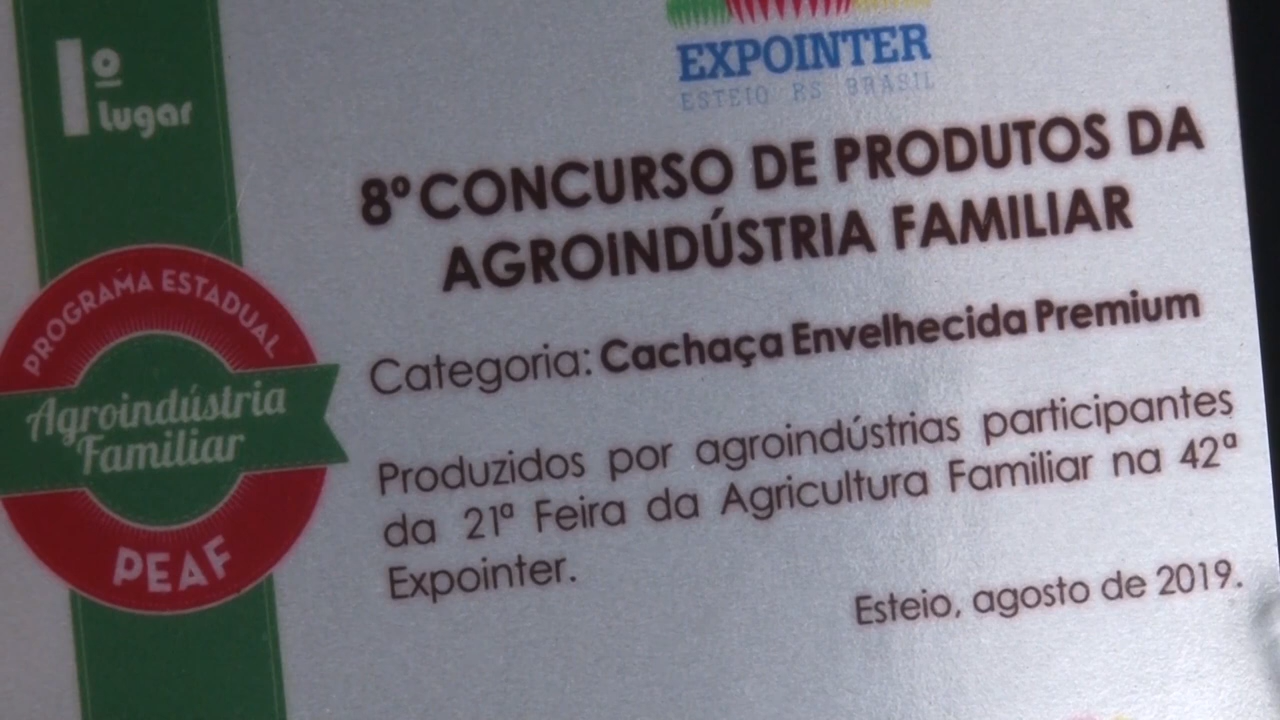 1º
lugar
EXPOINTER
ESTEIO RS BRASIL
8º CONCURSO DE PRODUTOS DA
AGROINDÚSTRIA FAMILIAR
Categoria: Cachaça Envelhecida Premium
Produzidos por agroindústrias participantes
da 21ª Feira da Agricultura Familiar na 42ª
Expointer.
Esteio, agosto de 2019.
PROGRAMA ESTADUAL
Agroindústria
Familiar
PEAF